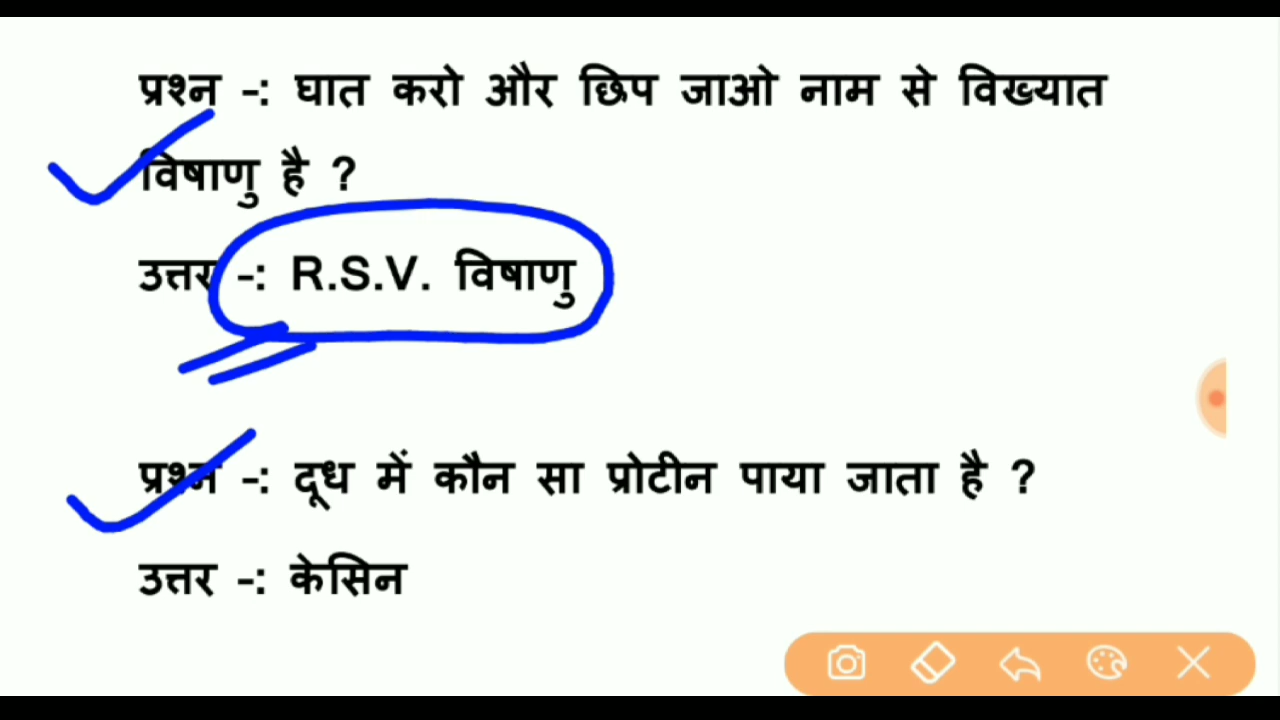 प्रश्न -: घात करो और छिप जाओ नाम से विख्यात
विषाणु है ?
उत्तर -: R.S.V. विषाणु
प्रश्न -: दूध में कौन सा प्रोटीन पाया जाता है ?
उत्तर -: केसिन